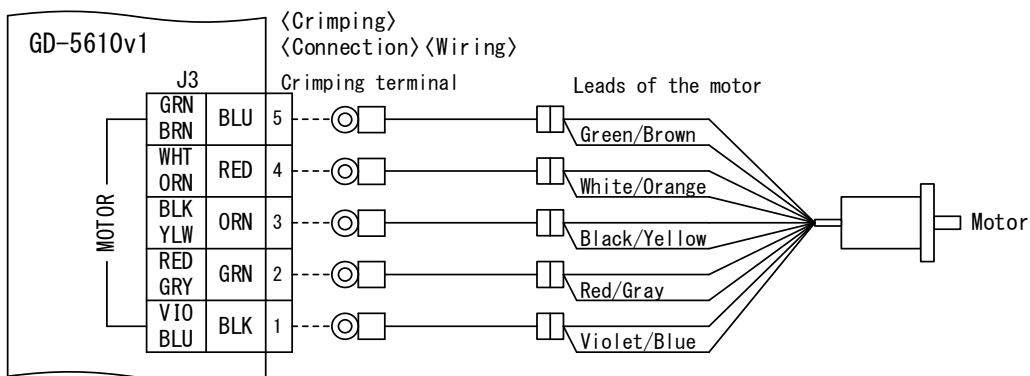 〈Crimping〉
GD-5610v1
〈Connection〉〈Wiring〉
J3
Crimping terminal
Leads of the motor
GRN
BRN
BLU
5
Green/Brown
WHT
ORN
RED
4
White/Orange
MOTOR
BLK
YLW
ORN
3
Black/Yellow
Motor
RED
GRY
GRN
2
Red/Gray
VIO
BLU
BLK
1
Violet/Blue